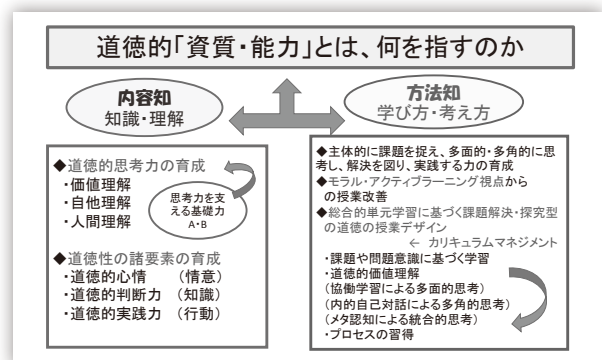 道徳的「資質・能力」とは、何を指すのか
内容知
知識・理解
方法知
学び方・考え方
◆道徳的思考力の育成
・価値理解
・自他理解
・人間理解
思考力を支
える基礎力
A・B
◆道徳性の諸要素の育成
・道徳的心情　（情意）
・道徳的判断力　（知識）
・道徳的実践力　（行動）
◆主体的に課題を捉え、多面的・多角的に思
考し、解決を図り、実践する力の育成
◆モラル・アクティブラーニング視点から
の授業改善
◆総合的単元学習に基づく課題解決・探究型
の道徳の授業デザイン
← カリキュラムマネジメント
・課題や問題意識に基づく学習
・道徳的価値理解
（協働学習による多面的思考）
（内的自己対話による多角的思考）
（メタ認知による統合的思考）
・プロセスの習得